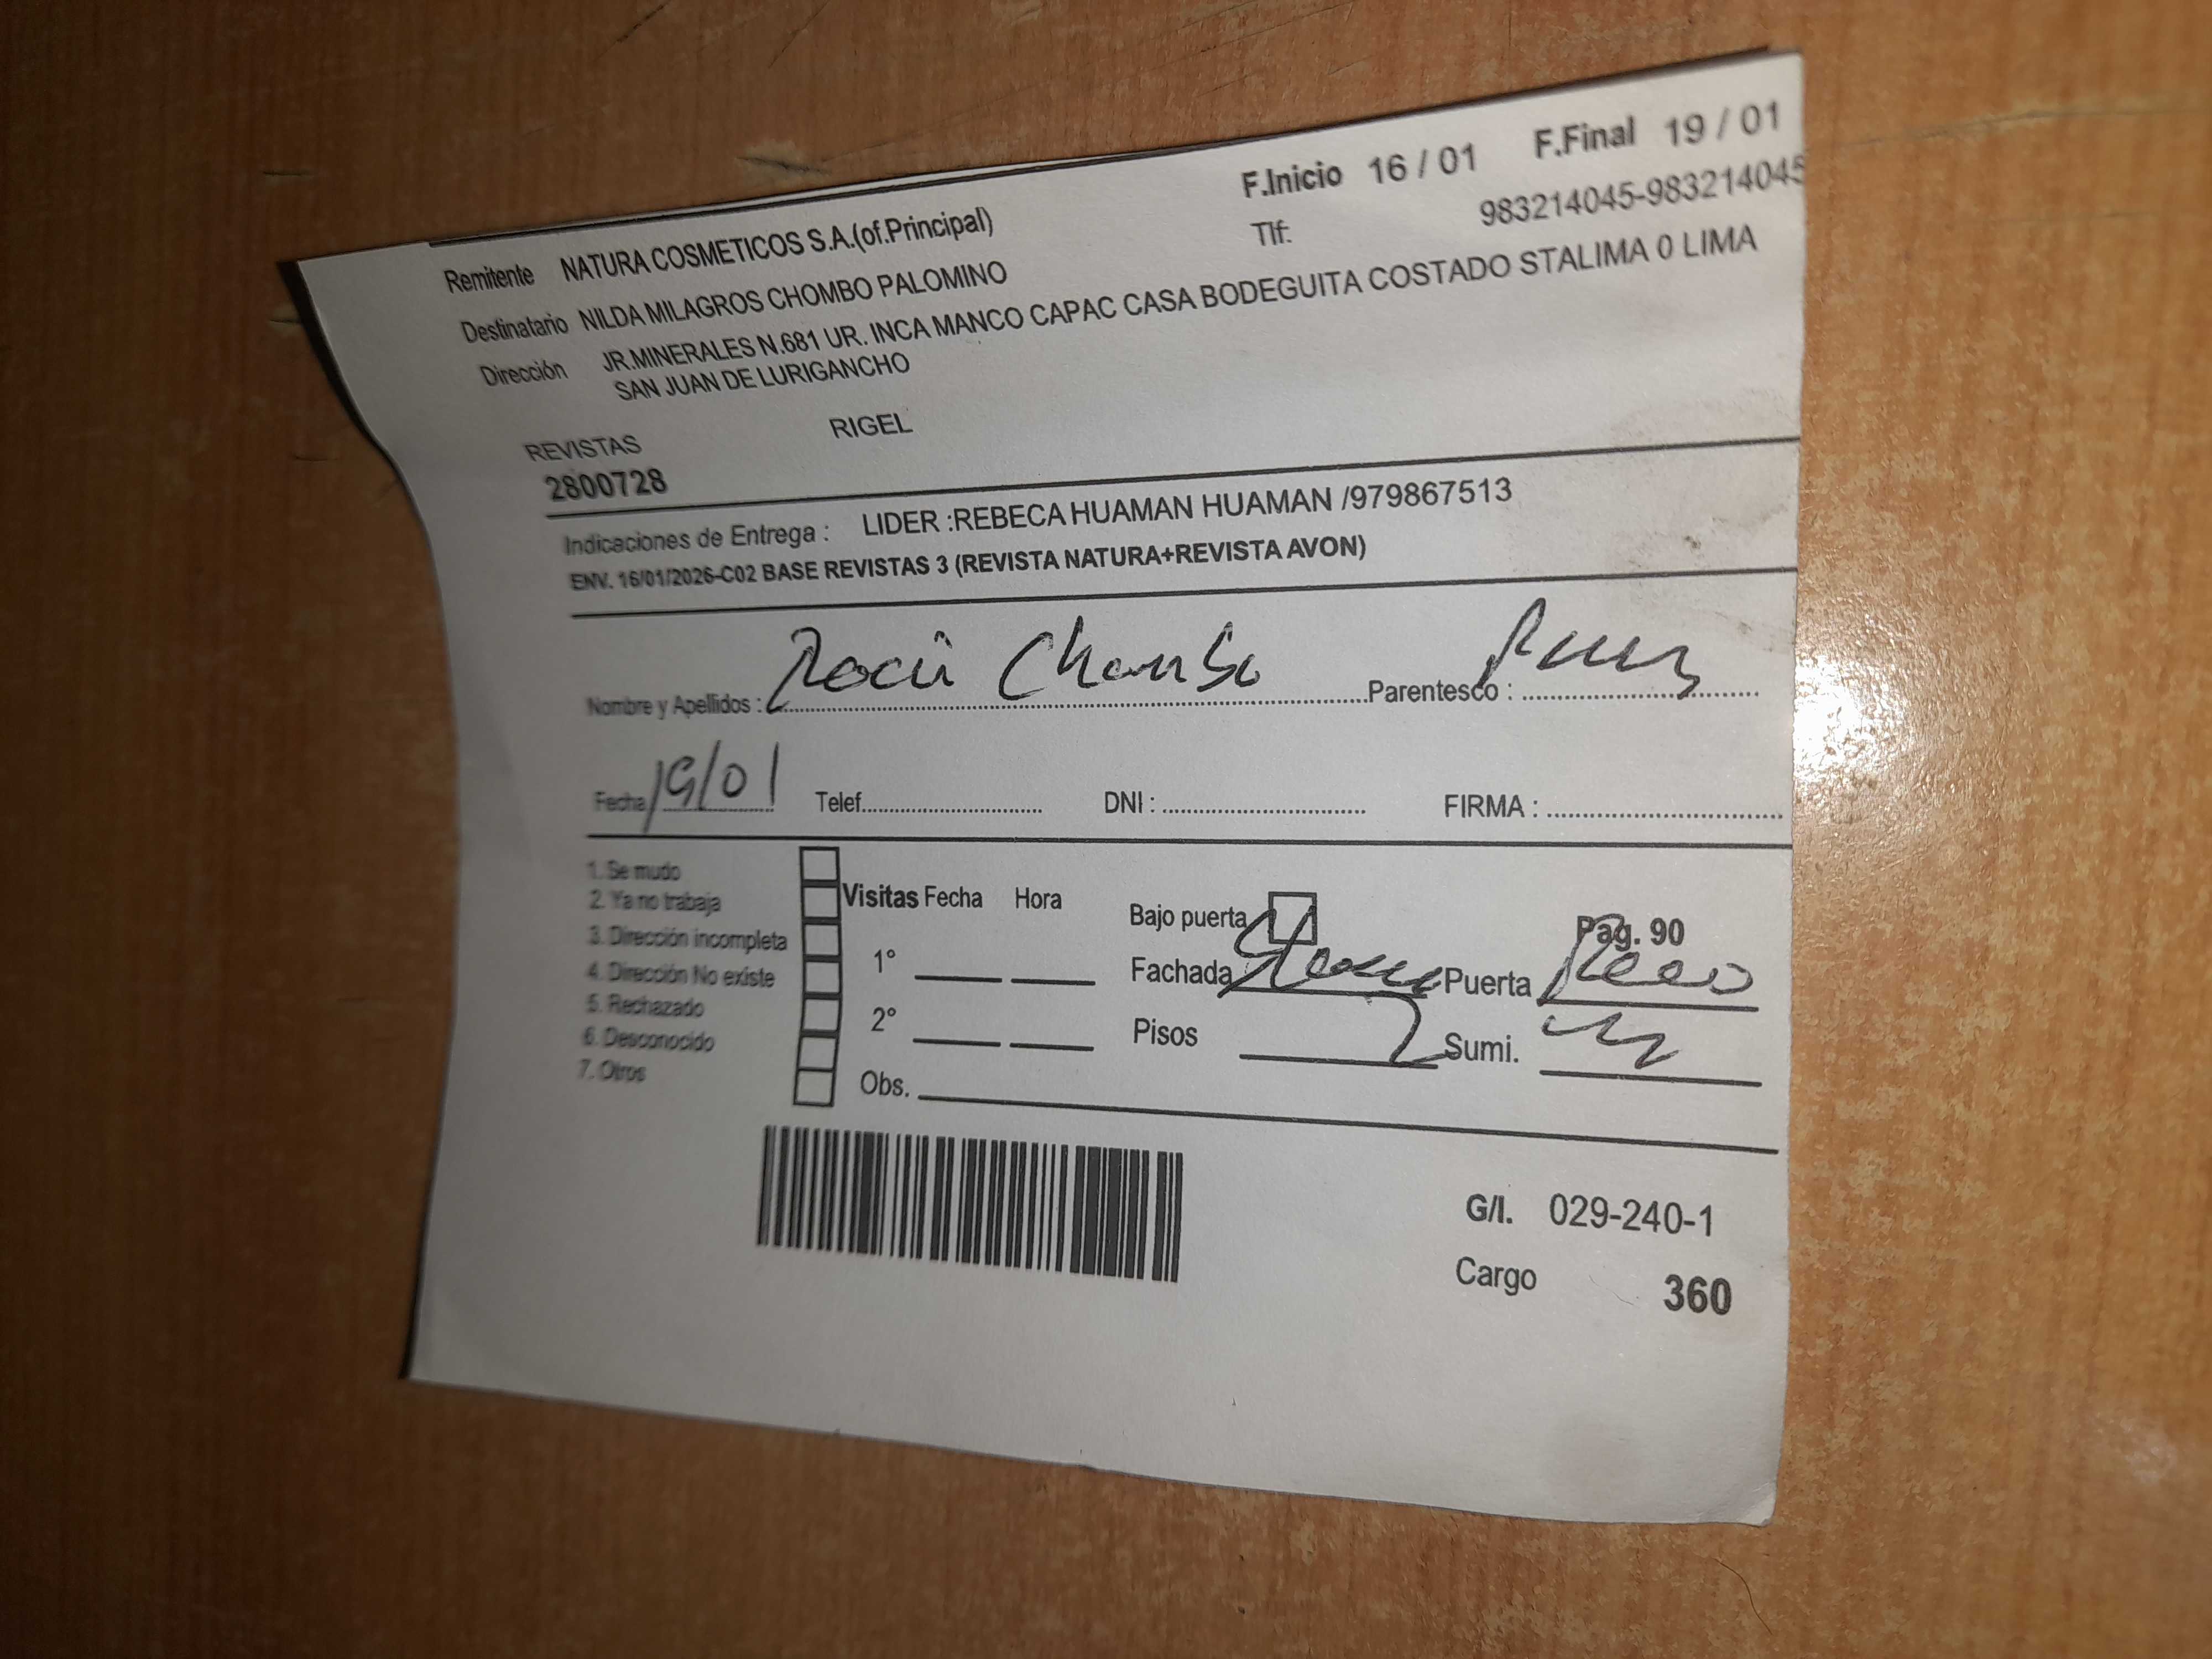 F.Inicio 16 / 01 F.Final 19 / 01
Remitente NATURA COSMETICOS S.A.(of.Principal) Tlf: 983214045-983214045
Destinatario NILDA MILAGROS CHOMBO PALOMINO
Dirección JR.MINERALES N.681 UR. INCA MANCO CAPAC CASA BODEGUITA COSTADO STALIMA 0 LIMA
SAN JUAN DE LURIGANCHO
REVISTAS RIGEL
2800728
Indicaciones de Entrega : LIDER :REBECA HUAMAN HUAMAN /979867513
ENV. 16/01/2026-C02 BASE REVISTAS 3 (REVISTA NATURA+REVISTA AVON)
Nombre y Apellidos : Rocio Chombo Parentesco :
Fecha 19/01 Telef. DNI : FIRMA :
1. Se mudo
2. Ya no trabaja
3. Dirección incompleta
4. Dirección No existe
5. Rechazado
6. Desconocido
7. Otros
Visitas Fecha Hora
1°
2°
Obs.
Bajo puerta Pag. 90
Fachada Puerta
Pisos 2 Sumi.
G/I. 029-240-1
Cargo 360